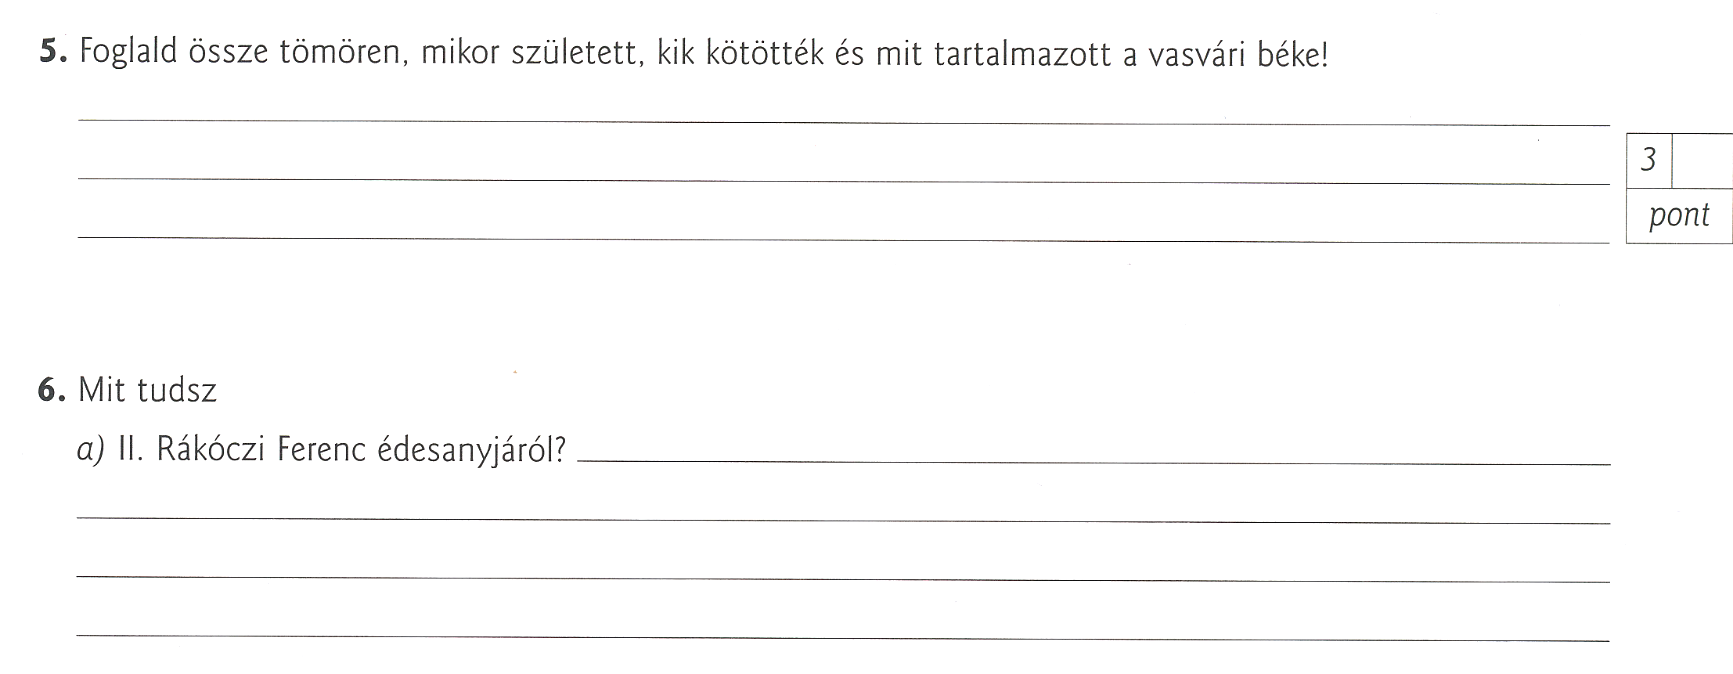 5. Foglald össze tömören, mikor született, kik kötötték és mit tartalmazott a vasvári béke!
3
pont
6. Mit tudsz
a) II. Rákóczi Ferenc édesanyjáról?